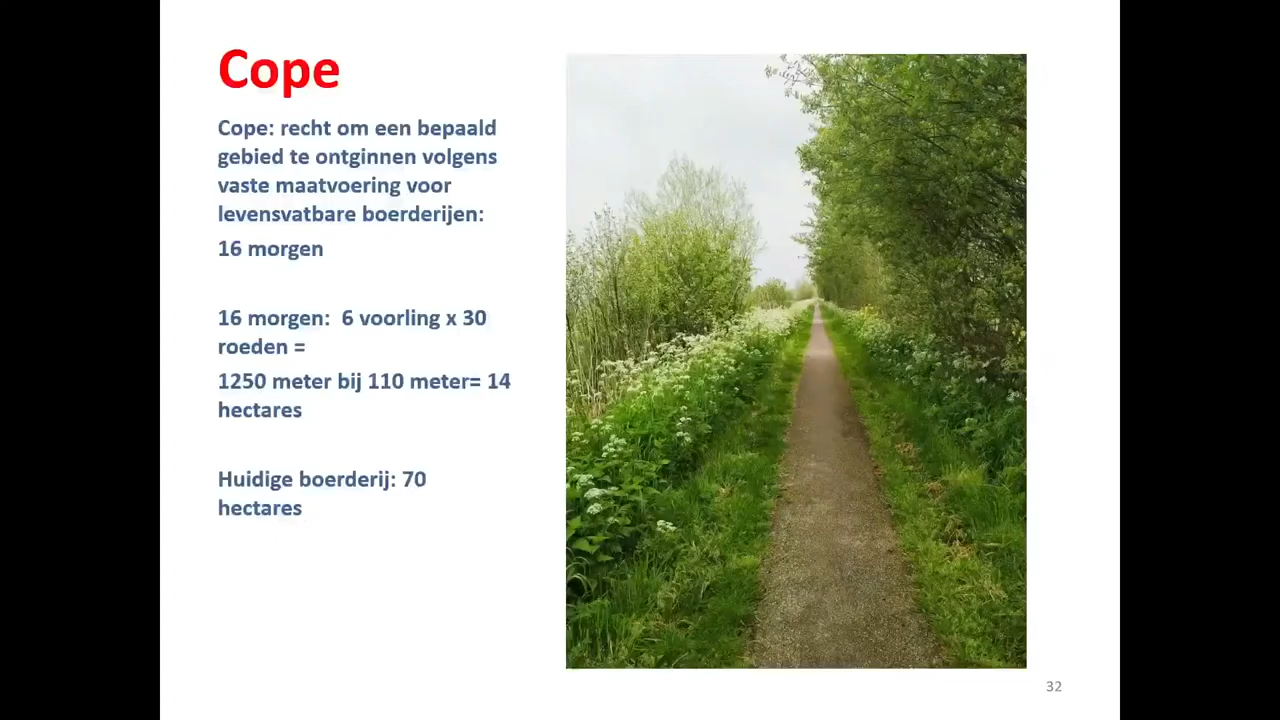 Cope
Cope: recht om een bepaald
gebied te ontginnen volgens
vaste maatvoering voor
levensvatbare boerderijen:
16 morgen
16 morgen:  6 voorling x 30
roeden =
1250 meter bij 110 meter= 14
hectares
Huidige boerderij: 70
hectares
32